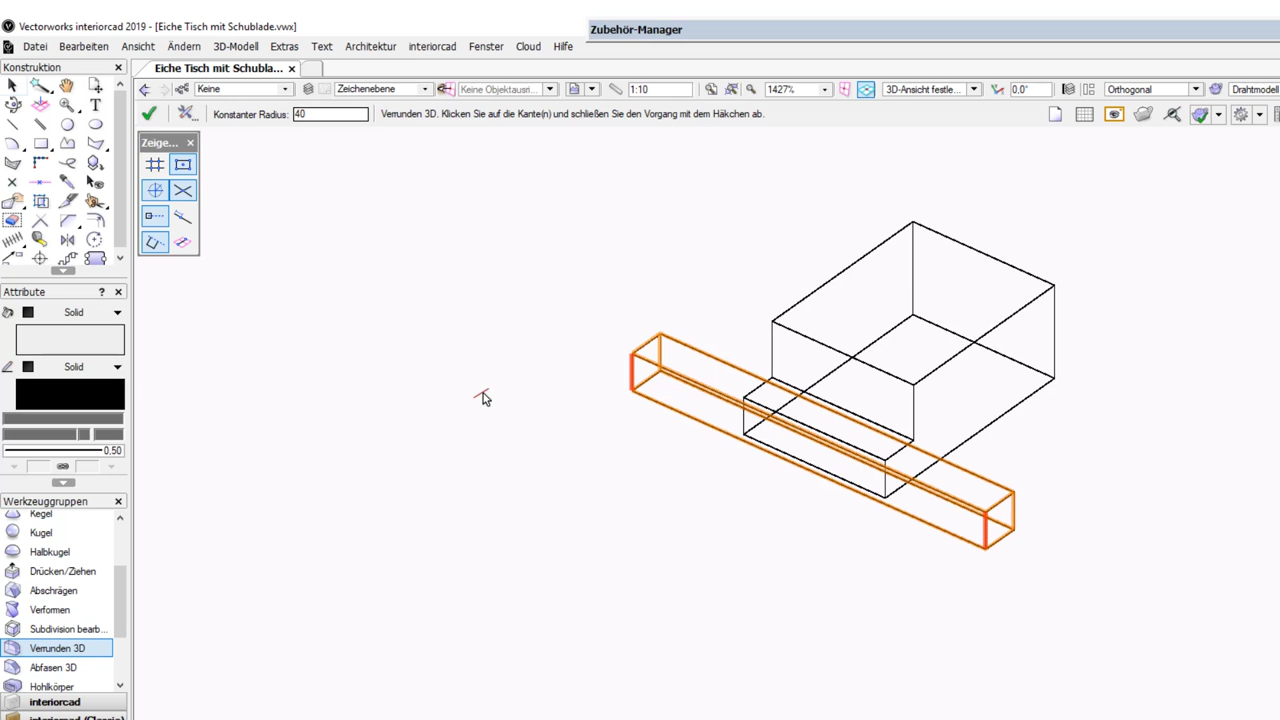 Vectorworks interiorcad 2019 - [Eiche Tisch mit Schublade.vwx]
Zubehör-Manager
Datei Bearbeiten Ansicht Ändern 3D-Modell Extras Text Architektur interiorcad Fenster Cloud Hilfe
Konstruktion
Eiche Tisch mit Schubla...
Keine
Zeichenebene
Keine Objektausri...
1:10
1427%
3D-Ansicht festle...
0.0°
Orthogonal
Drahtmodell
Konstanter Radius: 40
Verrunden 3D. Klicken Sie auf die Kante(n) und schließen Sie den Vorgang mit dem Häkchen ab.
Zeige...
T
Attribute
?
Solid
Solid
0,50
Werkzeuggruppen
Kegel
Kugel
Halbkugel
Drücken/Ziehen
Abschrägen
Verformen
Subdivision bearb...
Verrunden 3D
Abfasen 3D
Hohlkörper
interiorcad
interiorcad (Classic)